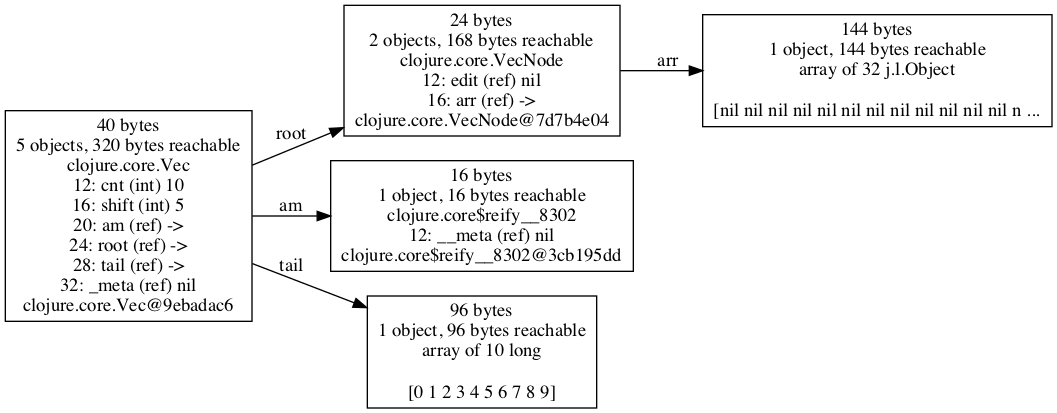 40 bytes
5 objects, 320 bytes reachable
clojure.core.Vec
12: cnt (int) 10
16: shift (int) 5
20: am (ref) ->
24: root (ref) ->
28: tail (ref) ->
32: _meta (ref) nil
clojure.core.Vec@9ebadac6
root
24 bytes
2 objects, 168 bytes reachable
clojure.core.VecNode
12: edit (ref) nil
16: arr (ref) ->
clojure.core.VecNode@7d7b4e04
arr
144 bytes
1 object, 144 bytes reachable
array of 32 j.l.Object
[nil nil nil nil nil nil nil nil nil nil nil nil n ...
am
16 bytes
1 object, 16 bytes reachable
clojure.core$reify__8302
12: __meta (ref) nil
clojure.core$reify__8302@3cb195dd
tail
96 bytes
1 object, 96 bytes reachable
array of 10 long
[0 1 2 3 4 5 6 7 8 9]